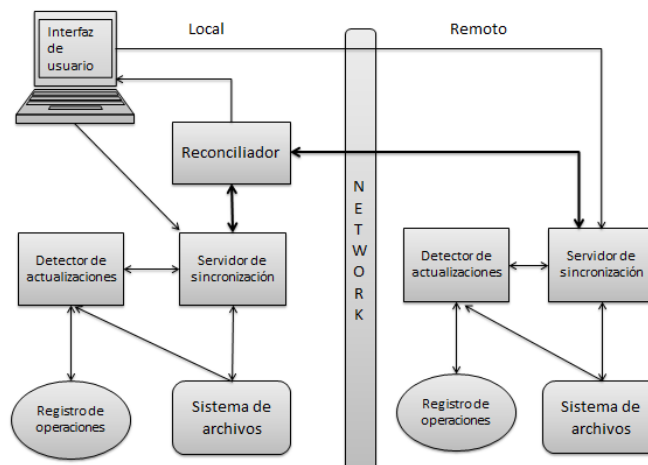 Local
Remoto
Interfaz
de
usuario
Reconciliador
NETWORK
Detector de
actualizaciones
Servidor de
sincronización
Detector de
actualizaciones
Servidor de
sincronización
Registro de
operaciones
Sistema de
archivos
Registro de
operaciones
Sistema de
archivos